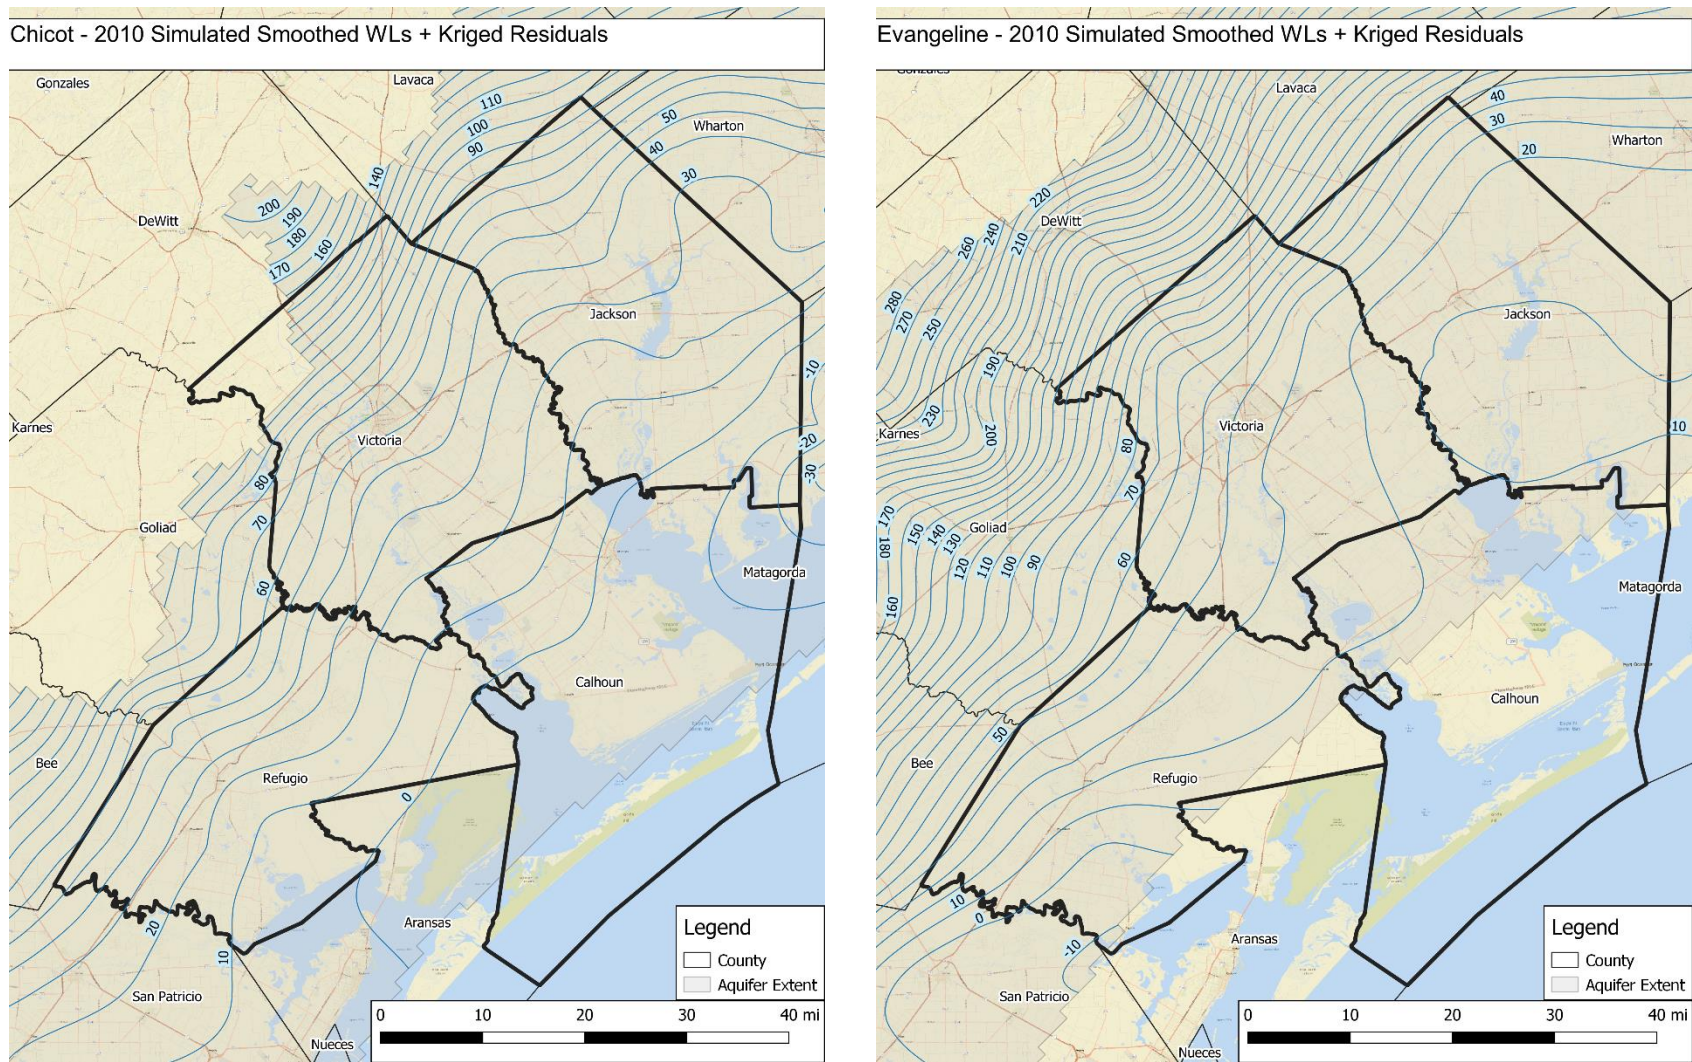 Chicot - 2010 Simulated Smoothed WLs + Kriged Residuals
Gonzales
Lavaca
110
100
90
50
Wharton
40
30
140
DeWitt
200
190
180
160
170
Jackson
-10
Karnes
Victoria
-20
-30
80
70
Goliad
60
Matagorda
Calhoun
Bee
Refugio
0
Aransas
20
10
San Patricio
Nueces
Legend
County
Aquifer Extent
0 10 20 30 40 mi
Evangeline - 2010 Simulated Smoothed WLs + Kriged Residuals
Gonzales
Lavaca
40
30
20
Wharton
220
DeWitt
240
260
210
280
270
250
Jackson
190
230
Karnes
200
Victoria
80
10
70
170
Goliad
150
140
130
180
120
110
100
90
60
160
Matagorda
Calhoun
50
Bee
Refugio
10
0
-10
Aransas
San Patricio
Nueces
Legend
County
Aquifer Extent
0 10 20 30 40 mi